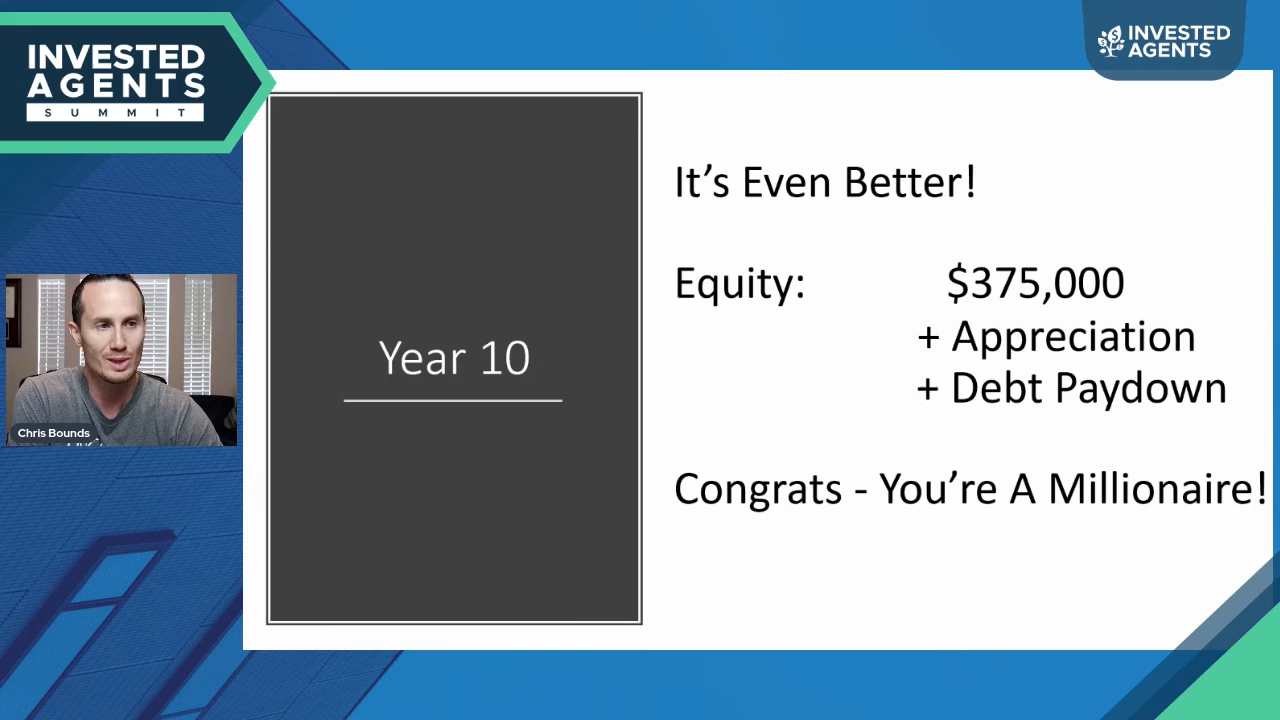 INVESTED
AGENTS
SUMMIT
INVESTED
AGENTS
Year 10
It's Even Better!
Equity: $375,000
+ Appreciation
+ Debt Paydown
Congrats - You're A Millionaire!
Chris Bounds